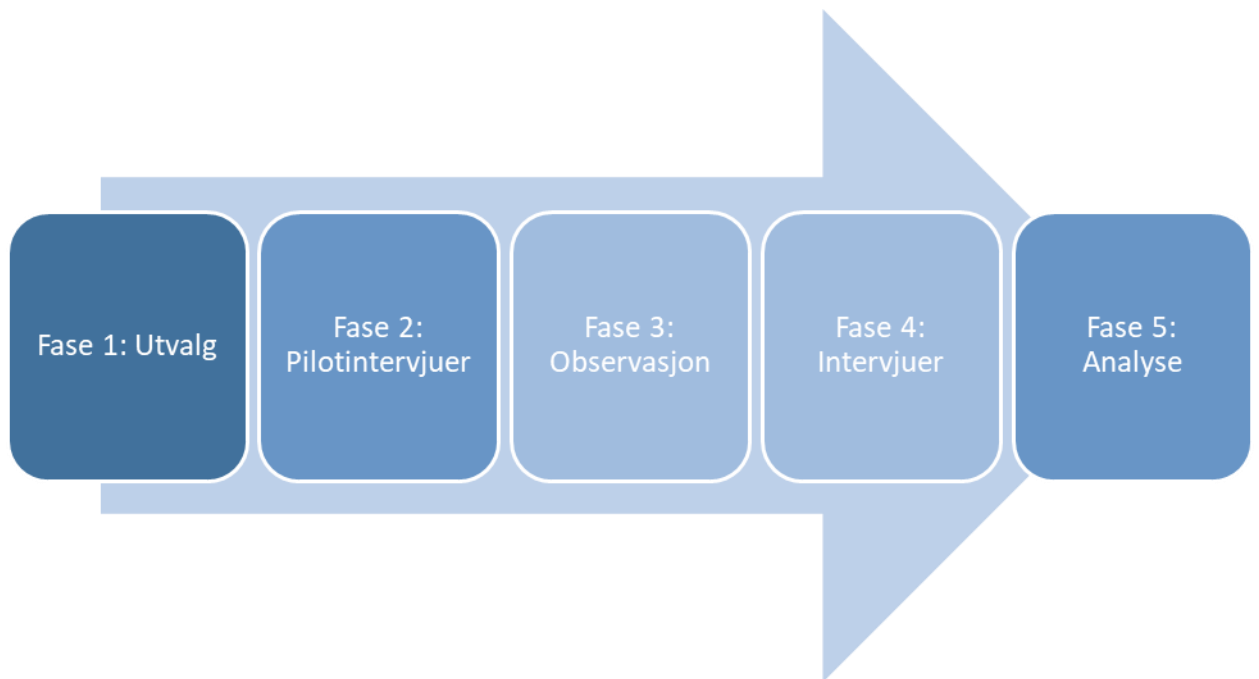 Fase 1: Utvalg
Fase 2:
Pilotintervjuer
Fase 3:
Observasjon
Fase 4:
Intervjuer
Fase 5:
Analyse